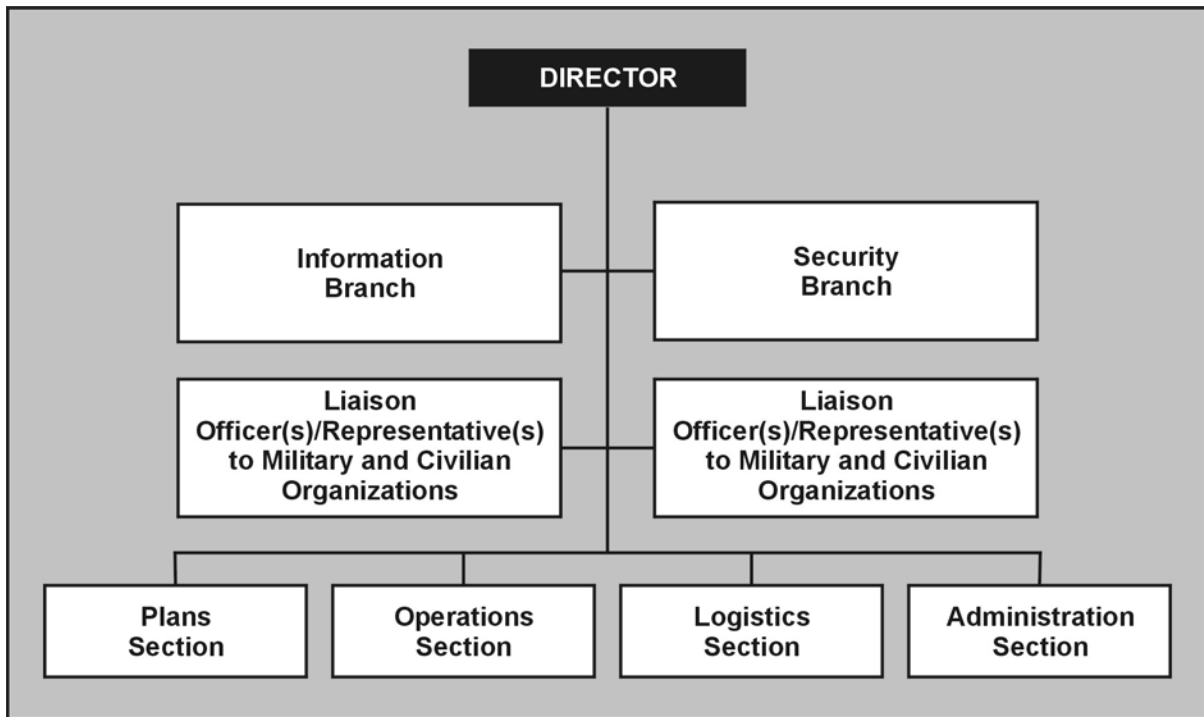 DIRECTOR
Information
Branch
Security
Branch
Liaison
Officer(s)/Representative(s)
to Military and Civilian
Organizations
Liaison
Officer(s)/Representative(s)
to Military and Civilian
Organizations
Plans
Section
Operations
Section
Logistics
Section
Administration
Section